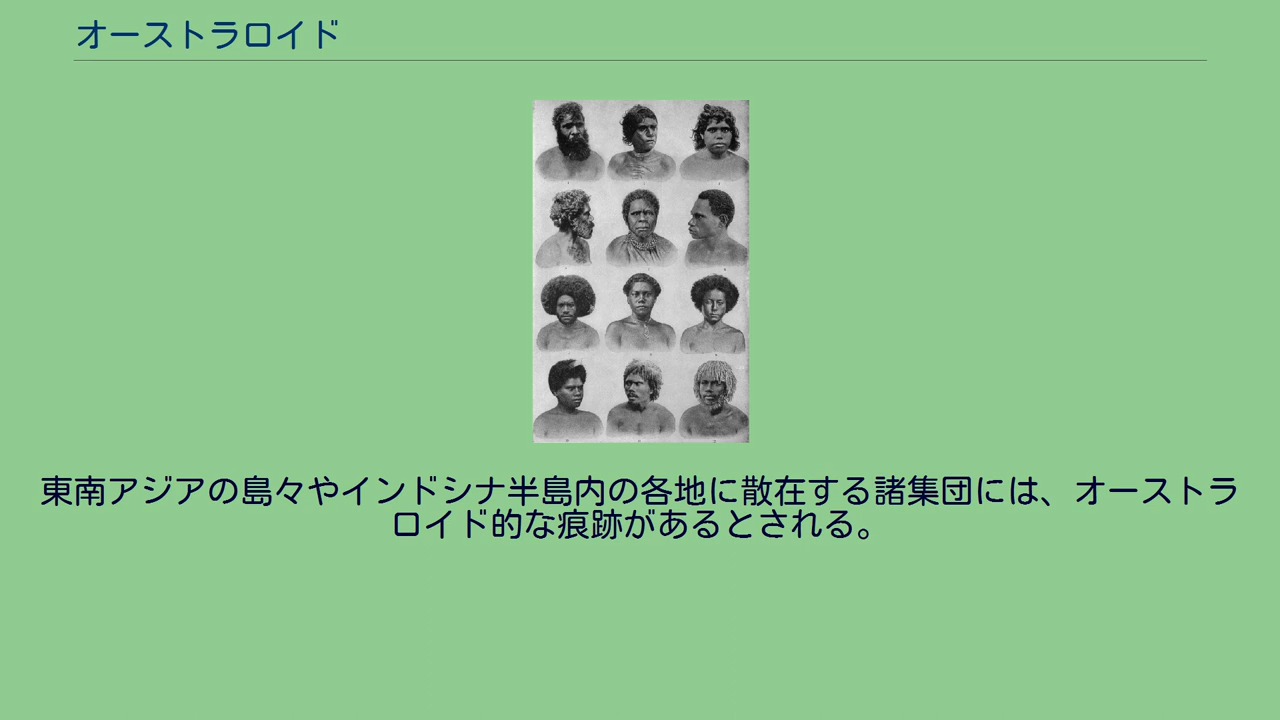 オーストラロイド
東南アジアの島々やインドシナ半島内の各地に散在する諸集団には、オーストラ
ロイド的な痕跡があるとされる。